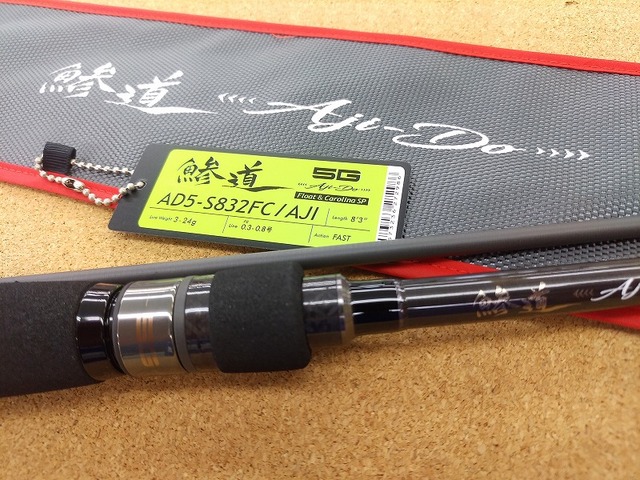 鯵道 Aji-Do
鯵道 5G
Aji-Do
Float & Carolina SP
AD5-S832FC/AJI
Lure Weight 3-24g
PE Line 0.3-0.8号
Length 8'3"
Action FAST
鯵道